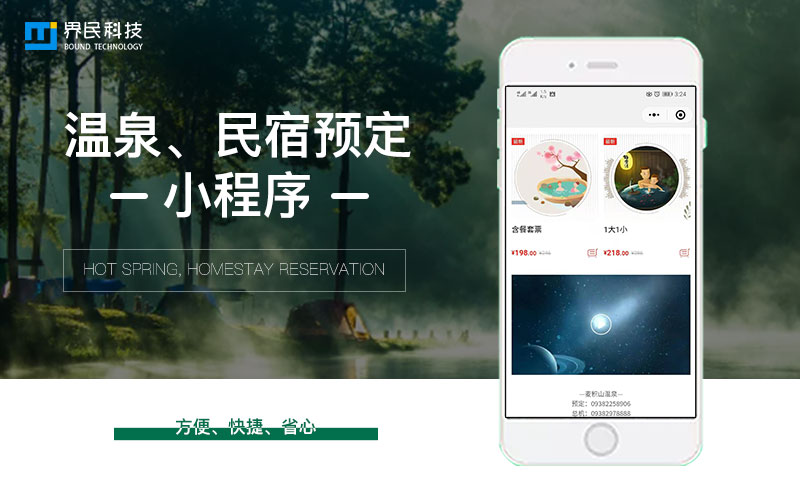 界民科技
BOUND TECHNOLOGY
温泉、民宿预定
— 小程序 —
HOT SPRING, HOMESTAY RESERVATION
方便、快捷、省心
3:24
含餐套票
¥198.00
1大1小
¥218.00
—麦积山温泉—
预定：09382258906
总机：09382978888